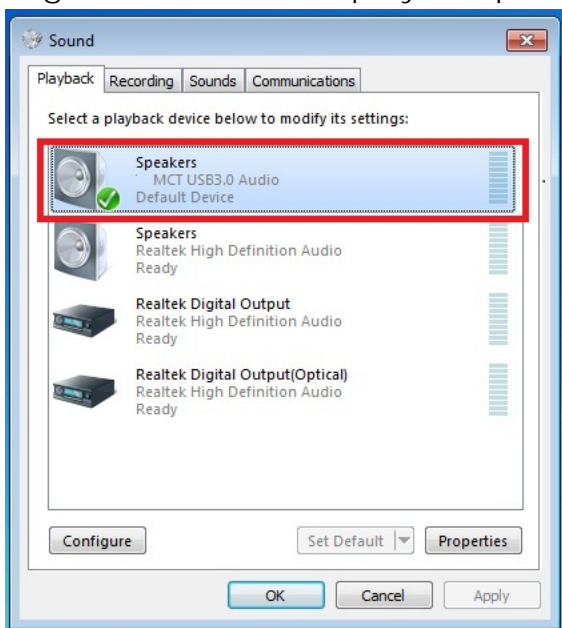 Sound
Playback Recording Sounds Communications
Select a playback device below to modify its settings:
Speakers
MCT USB3.0 Audio
Default Device
Speakers
Realtek High Definition Audio
Ready
Realtek Digital Output
Realtek High Definition Audio
Ready
Realtek Digital Output(Optical)
Realtek High Definition Audio
Ready
Configure Set Default Properties
OK Cancel Apply